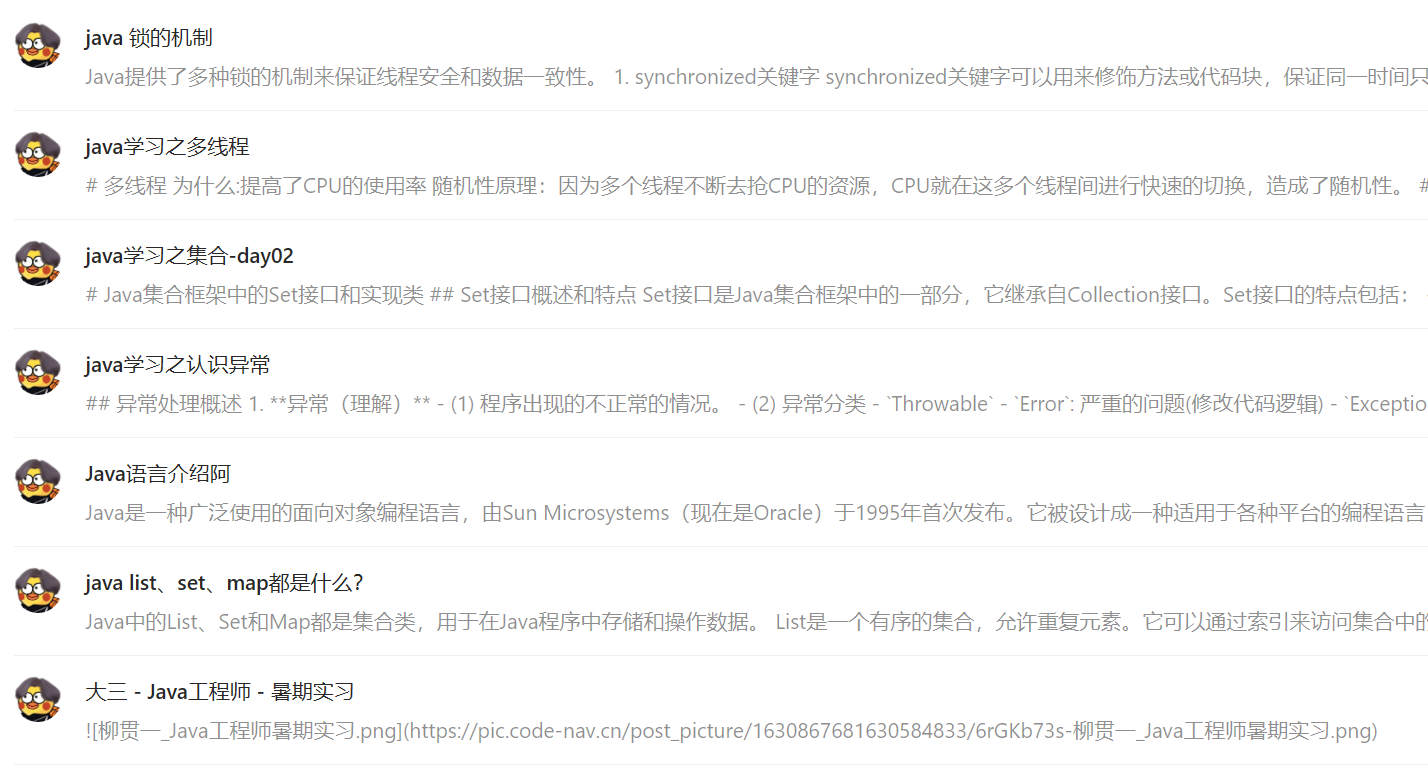 java 锁的机制
Java提供了多种锁的机制来保证线程安全和数据一致性。 1. synchronized关键字 synchronized关键字可以用来修饰方法或代码块，保证同一时间只
java学习之多线程
# 多线程 为什么:提高了CPU的使用率 随机性原理：因为多个线程不断去抢CPU的资源，CPU就在这多个线程间进行快速的切换，造成了随机性。 #
java学习之集合-day02
# Java集合框架中的Set接口和实现类 ## Set接口概述和特点 Set接口是Java集合框架中的一部分，它继承自Collection接口。Set接口的特点包括：
java学习之认识异常
## 异常处理概述 1. **异常（理解）** - (1) 程序出现的不正常的情况。 - (2) 异常分类 - `Throwable` - `Error`: 严重的问题(修改代码逻辑) - `Exceptio
Java语言介绍阿
Java是一种广泛使用的面向对象编程语言，由Sun Microsystems（现在是Oracle）于1995年首次发布。它被设计成一种适用于各种平台的编程语言
java list、set、map都是什么？
Java中的List、Set和Map都是集合类，用于在Java程序中存储和操作数据。 List是一个有序的集合，允许重复元素。它可以通过索引来访问集合中的
大三 - Java工程师 - 暑期实习
![柳贯一_Java工程师暑期实习.png](https://pic.code-nav.cn/post_picture/1630867681630584833/6rGKb73s-柳贯一_Java工程师暑期实习.png)